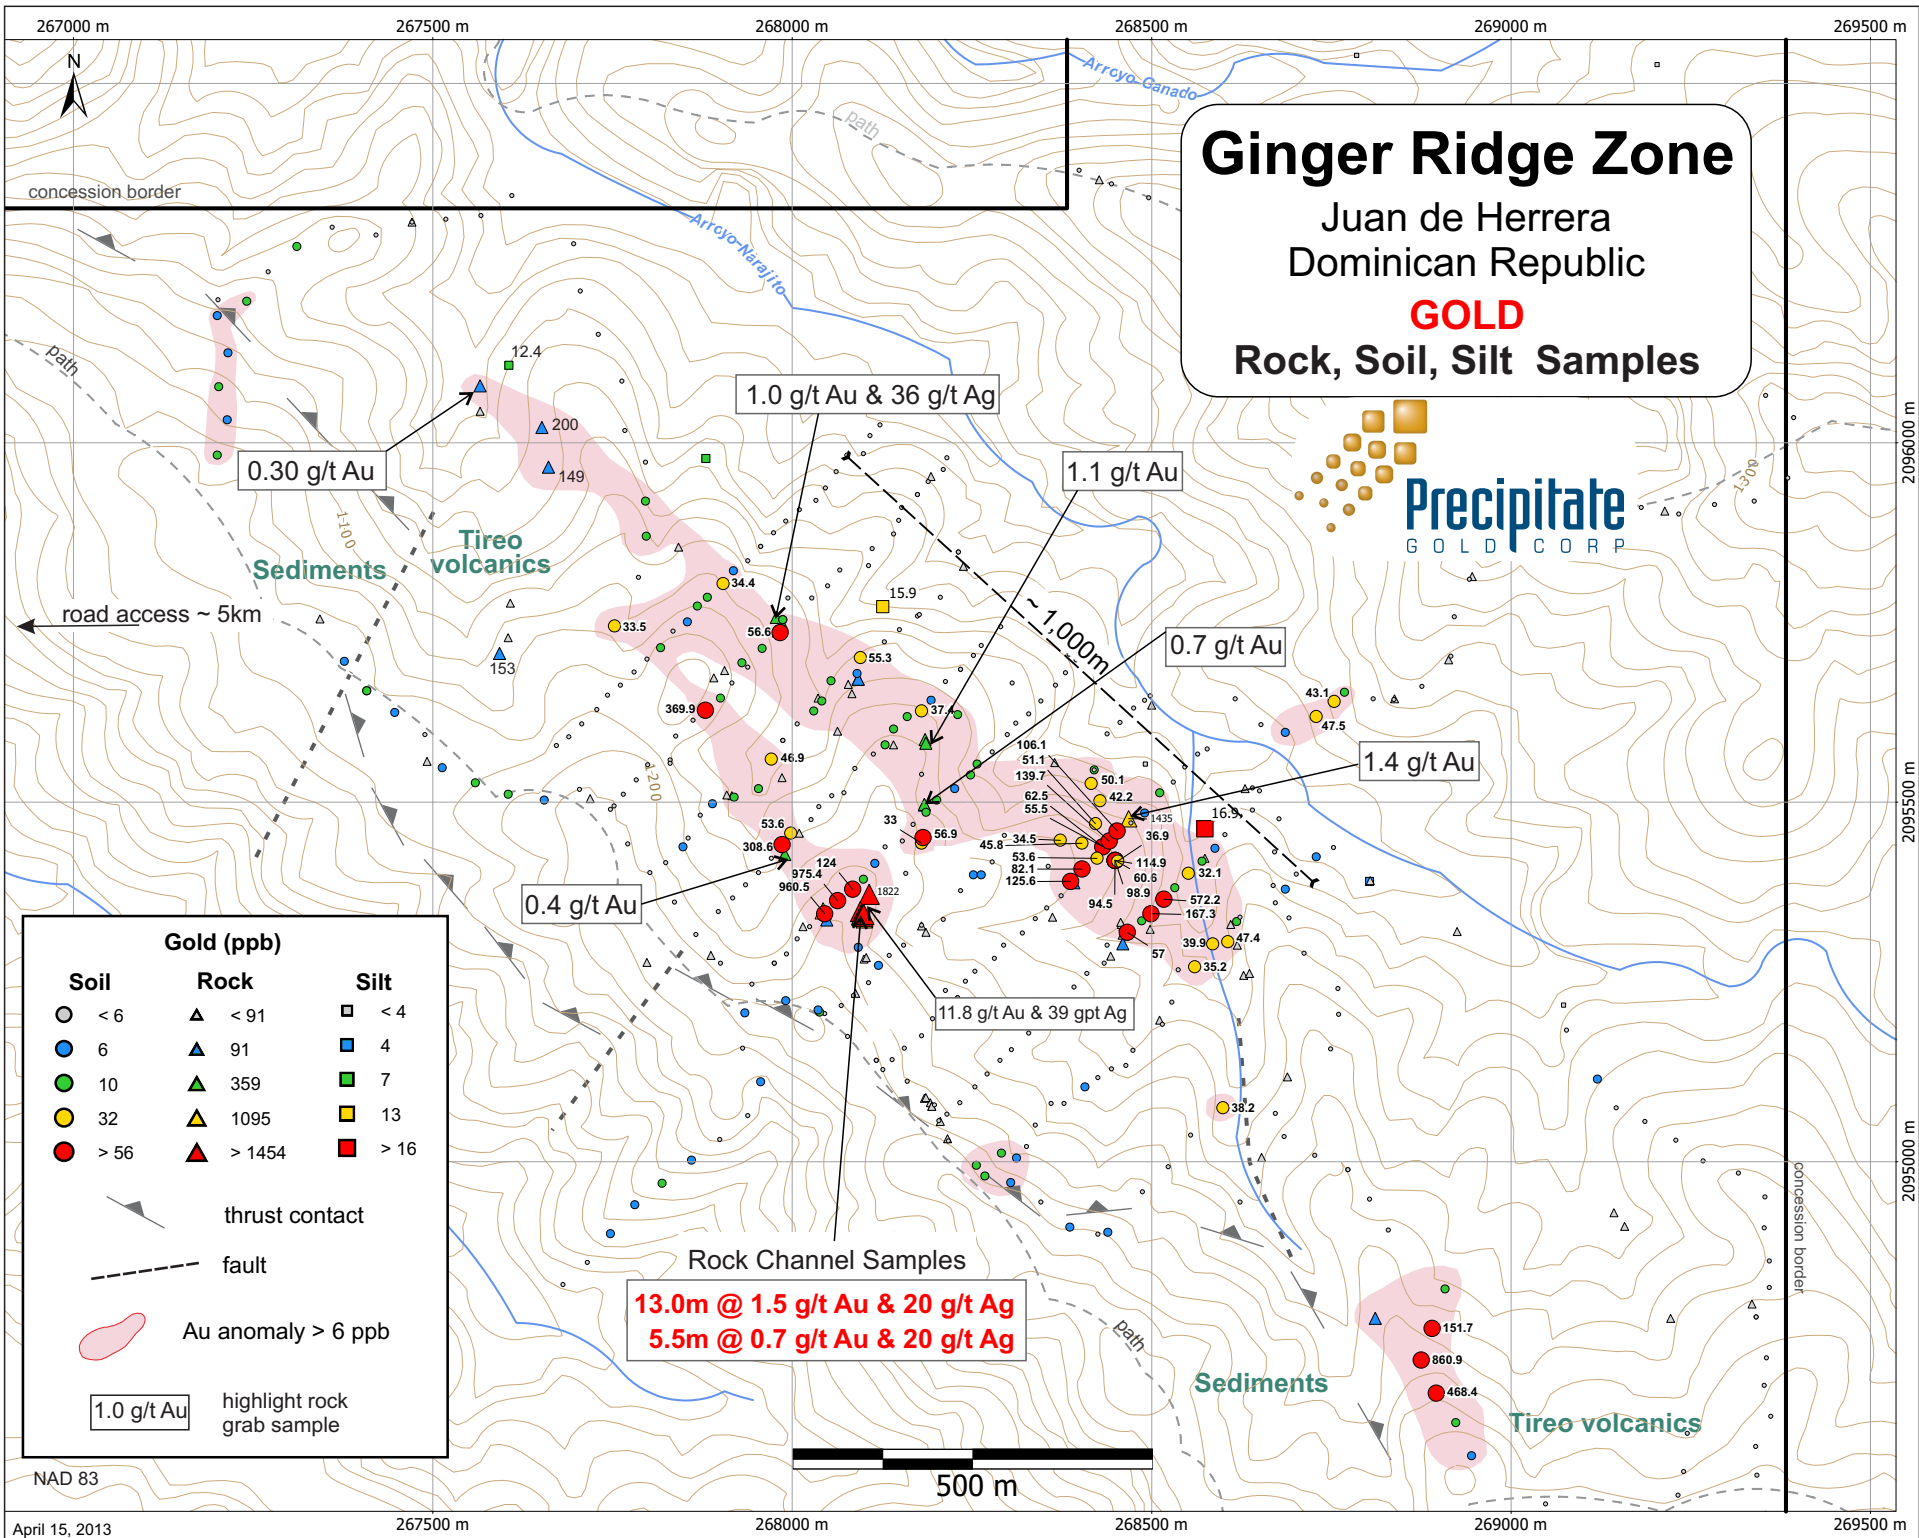 267000 m
267500 m
268000 m
268500 m
269000 m
269500 m
N
Arroyo Ganado
path
concession border
Ginger Ridge Zone
Juan de Herrera
Dominican Republic
GOLD
Rock, Soil, Silt Samples
Arroyo Narajito
path
12.4
1.0 g/t Au & 36 g/t Ag
2096000 m
200
0.30 g/t Au
149
1.1 g/t Au
1300
Precipitate
GOLD CORP
1100
Tireo
volcanics
Sediments
34.4
15.9
road access ~ 5km
33.5
56.6
~ 1,000m
0.7 g/t Au
153
55.3
43.1
369.9
37.4
47.5
106.1
51.1
46.9
139.7
50.1
1.4 g/t Au
1200
62.5
42.2
55.5
1435
16.9
2095500 m
53.6
33
56.9
34.5
36.9
308.6
45.8
124
53.6
114.9
975.4
82.1
60.6
32.1
960.5
125.6
98.9
1822
94.5
572.2
0.4 g/t Au
167.3
57
39.9
47.4
35.2
11.8 g/t Au & 39 gpt Ag
Gold (ppb)
Soil Rock Silt
< 6 < 91 < 4
6 91 4
10 359 7
32 1095 13
> 56 > 1454 > 16
thrust contact
fault
Au anomaly > 6 ppb
1.0 g/t Au
highlight rock
grab sample
38.2
2095000 m
concession border
Rock Channel Samples
13.0m @ 1.5 g/t Au & 20 g/t Ag
5.5m @ 0.7 g/t Au & 20 g/t Ag
path
151.7
860.9
Sediments
468.4
Tireo volcanics
NAD 83
500 m
April 15, 2013
267500 m
268000 m
268500 m
269000 m
269500 m